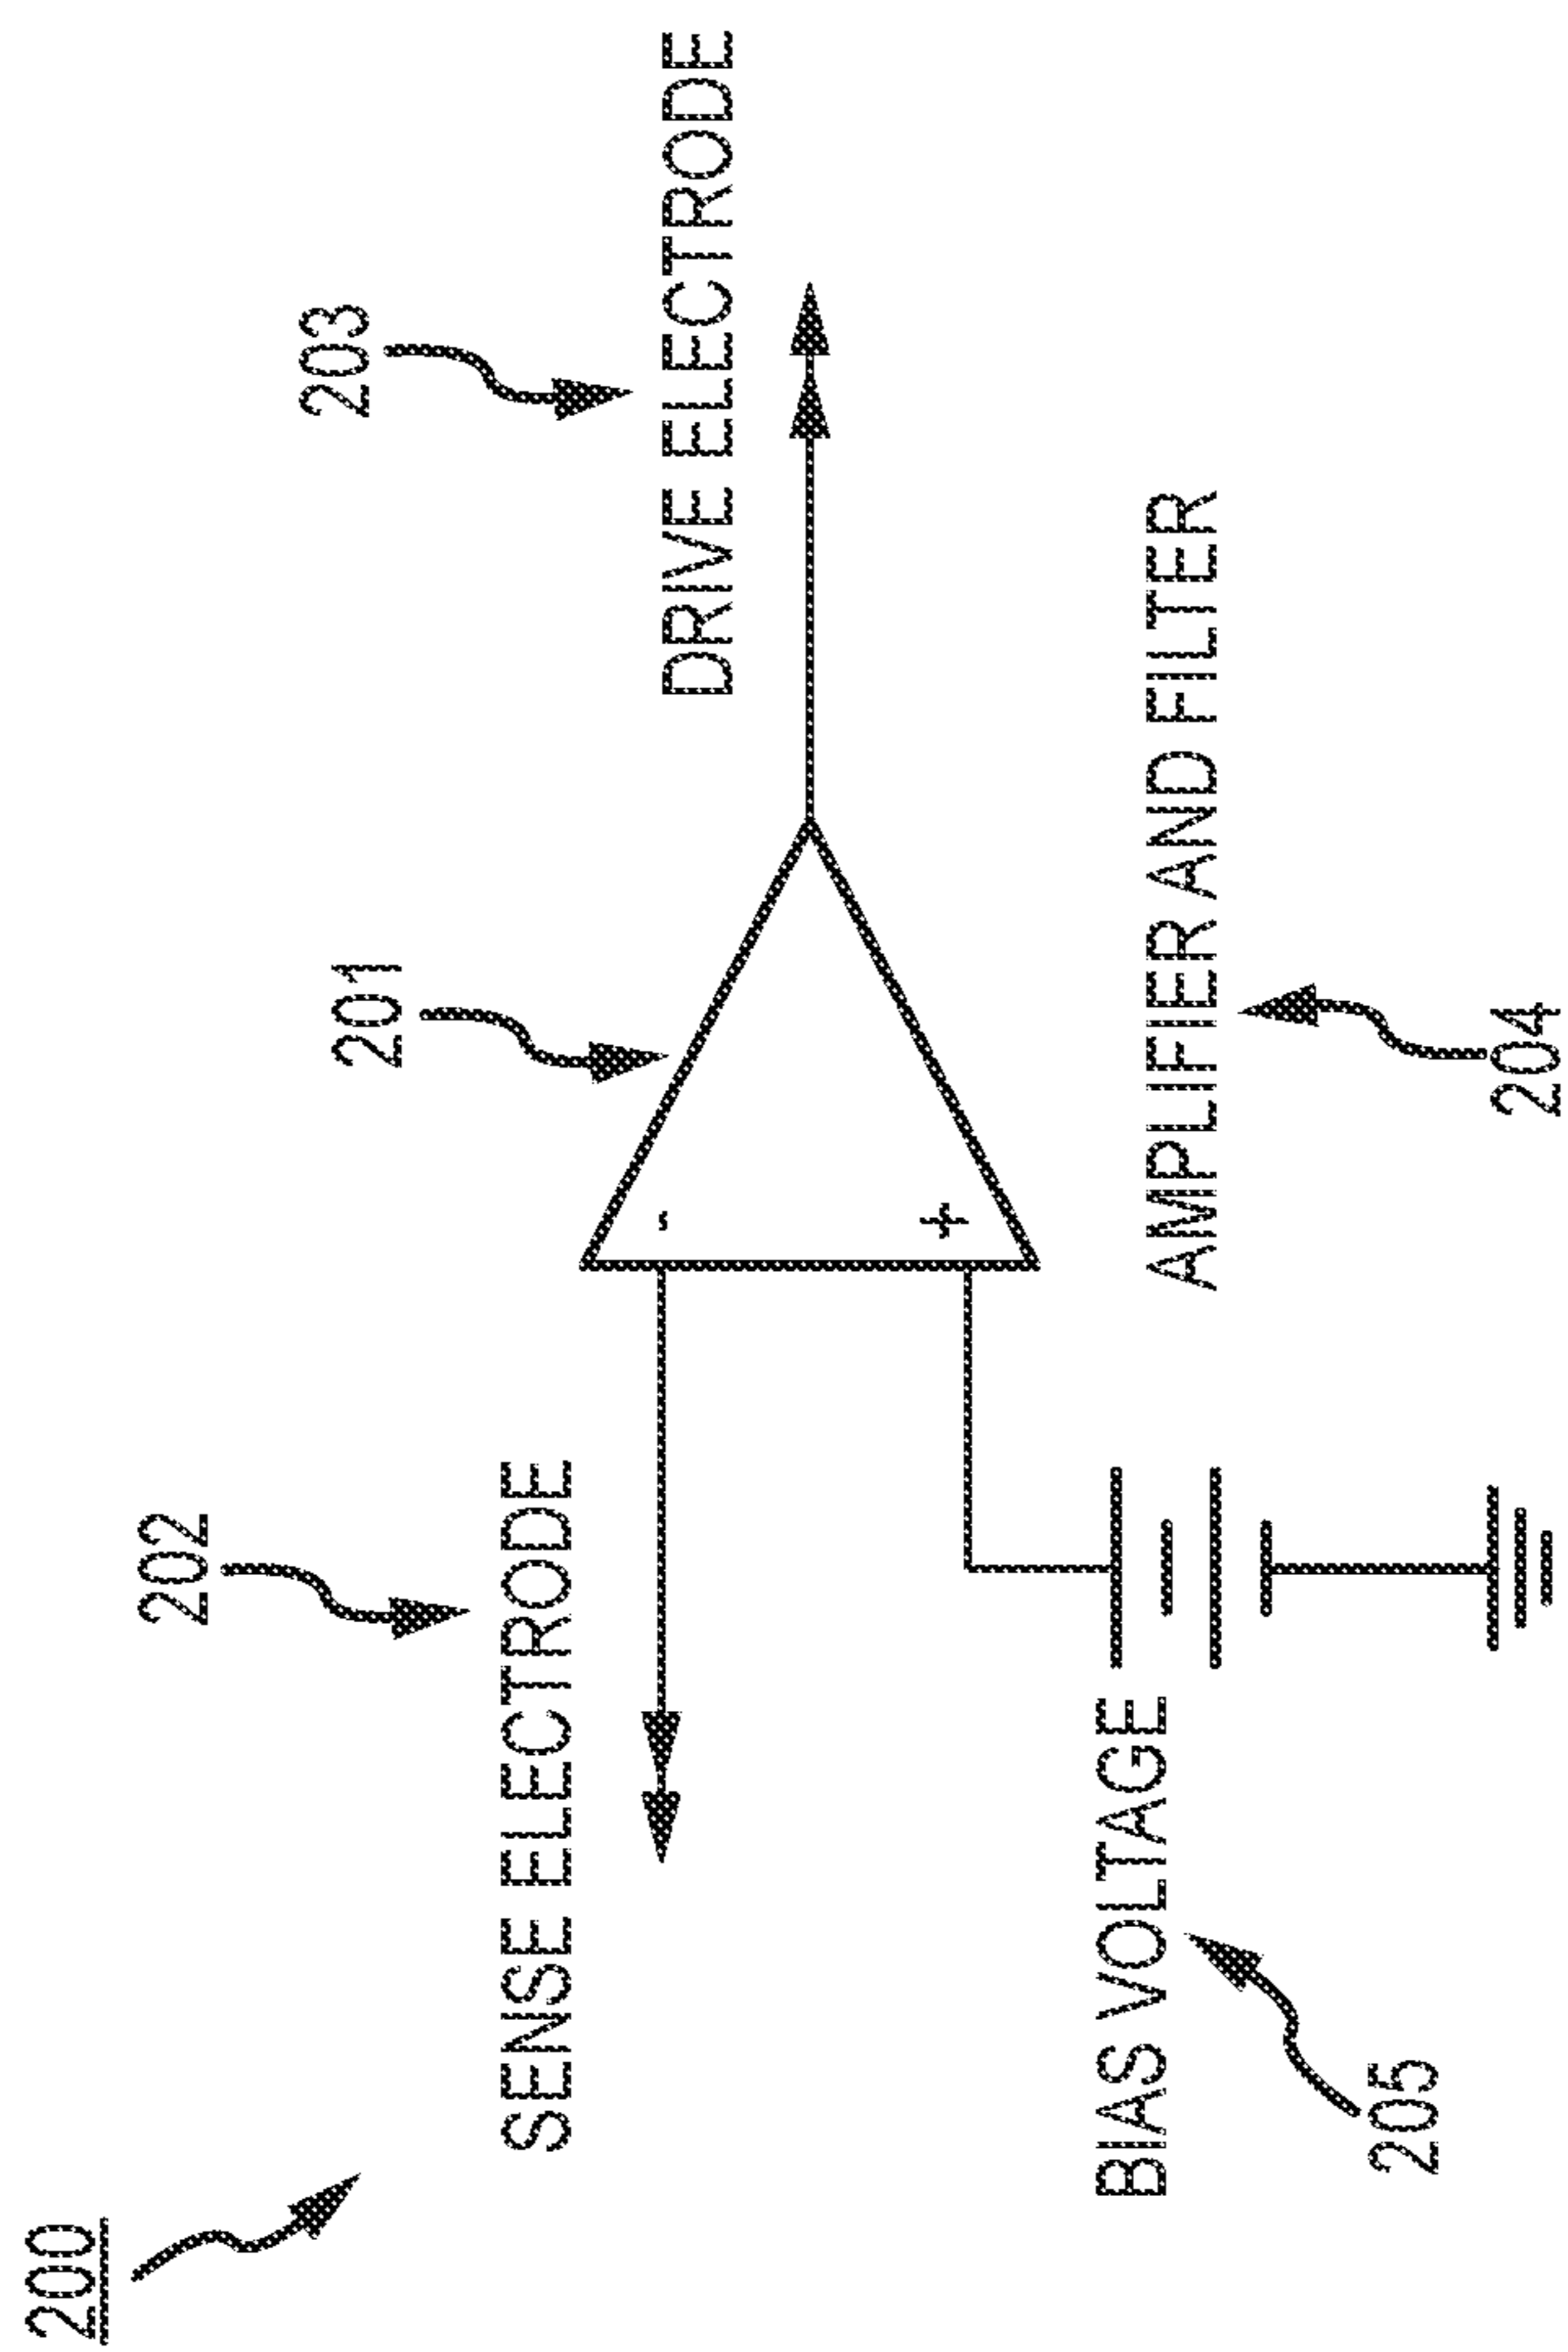 200
202
SENSE ELECTRODE
201
203
DRIVE ELECTRODE
-
+
BIAS VOLTAGE
205
AMPLIFIER AND FILTER
204